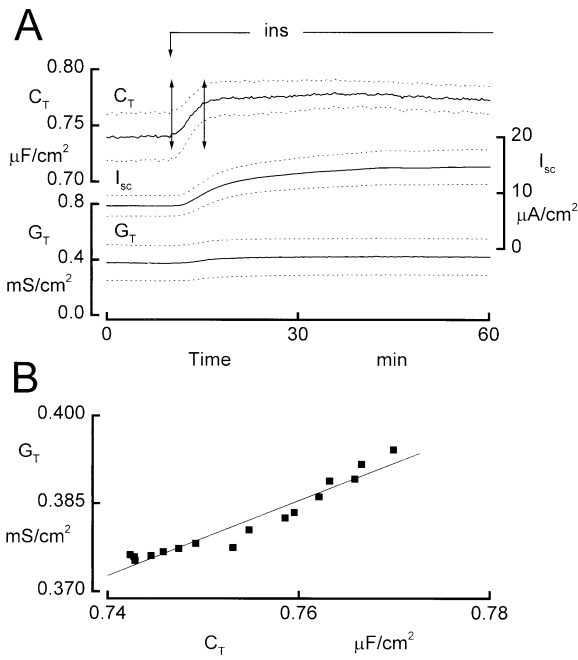 A
ins
0.80
C_T
C_T
0.75
μF/cm²
0.70
20
I_sc
I_sc
10
μA/cm²
0.8
G_T
G_T
0
0.4
mS/cm²
0.0
0 30 60
Time min
B
0.400
G_T
0.385
mS/cm²
0.370
0.74 0.76 0.78
C_T μF/cm²